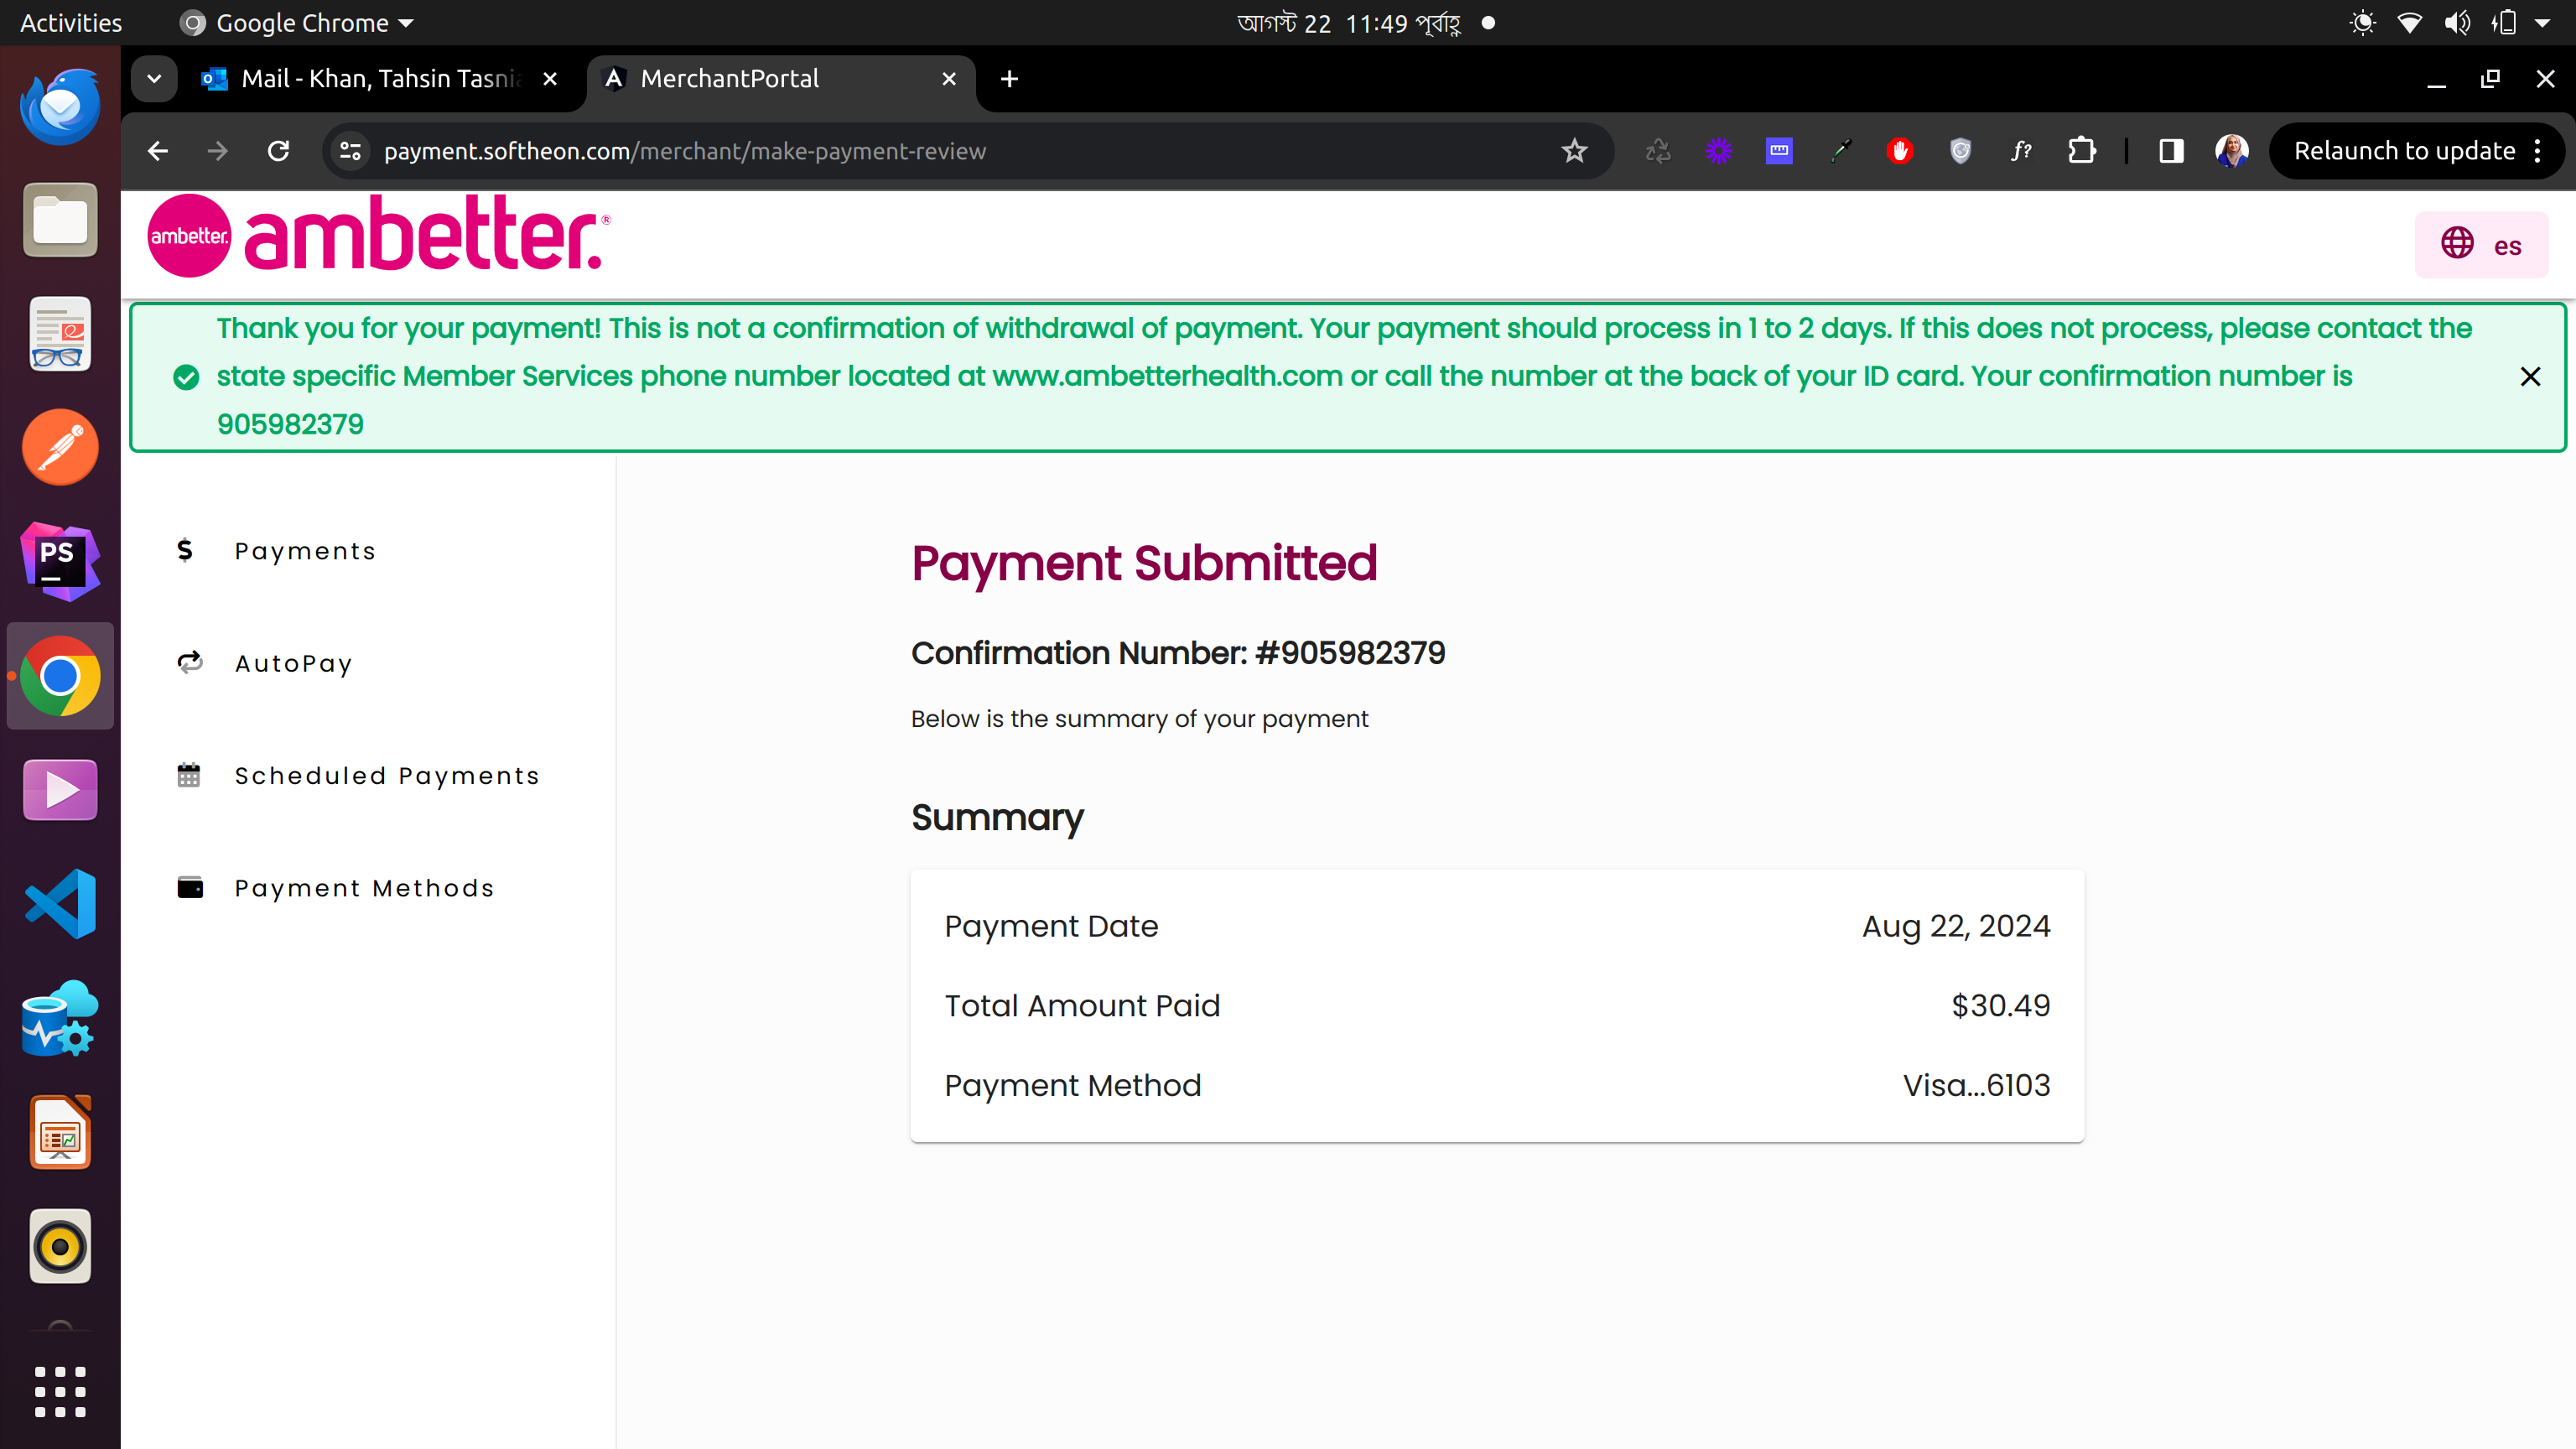 Activities
Google Chrome
আগস্ট 22 11:49 পূর্বাহ্ণ
Mail - Khan, Tahsin Tasnia
MerchantPortal
payment.softheon.com/merchant/make-payment-review
f?
Relaunch to update
ambetter.
ambetter.®
es
Thank you for your payment! This is not a confirmation of withdrawal of payment. Your payment should process in 1 to 2 days. If this does not process, please contact the
state specific Member Services phone number located at www.ambetterhealth.com or call the number at the back of your ID card. Your confirmation number is
905982379
Payments
AutoPay
Scheduled Payments
Payment Methods
Payment Submitted
Confirmation Number: #905982379
Below is the summary of your payment
Summary
Payment Date Aug 22, 2024
Total Amount Paid $30.49
Payment Method Visa...6103
PS